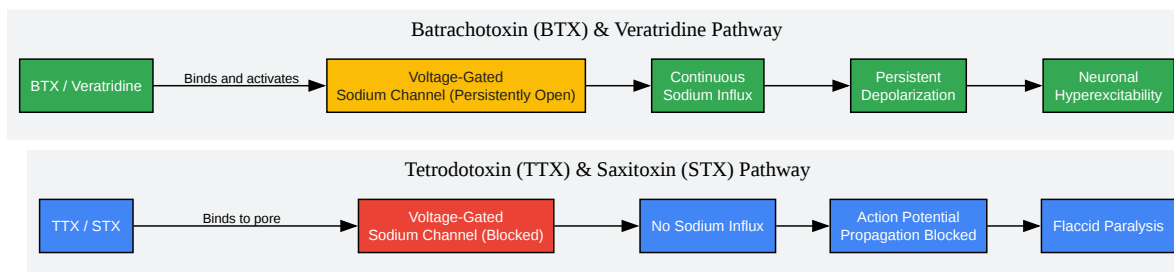 Batrachotoxin (BTX) & Veratridine Pathway
BTX / Veratridine
Binds and activates
Voltage-Gated
Sodium Channel (Persistently Open)
Continuous
Sodium Influx
Persistent
Depolarization
Neuronal
Hyperexcitability
Tetrodotoxin (TTX) & Saxitoxin (STX) Pathway
TTX / STX
Binds to pore
Voltage-Gated
Sodium Channel (Blocked)
No Sodium Influx
Action Potential
Propagation Blocked
Flaccid Paralysis